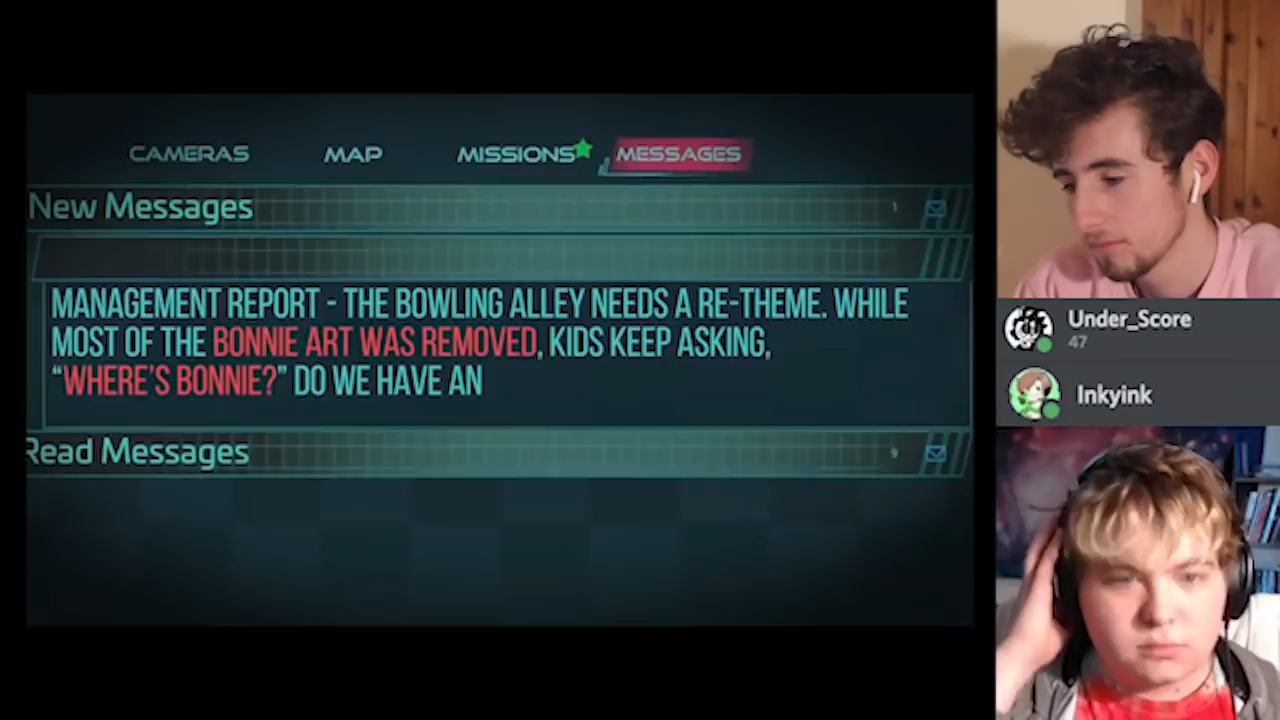 CAMERAS MAP MISSIONS MESSAGES
New Messages
MANAGEMENT REPORT - THE BOWLING ALLEY NEEDS A RE-THEME. WHILE
MOST OF THE BONNIE ART WAS REMOVED, KIDS KEEP ASKING,
“WHERE'S BONNIE?” DO WE HAVE AN
Read Messages
Under_Score
47
Inkyink